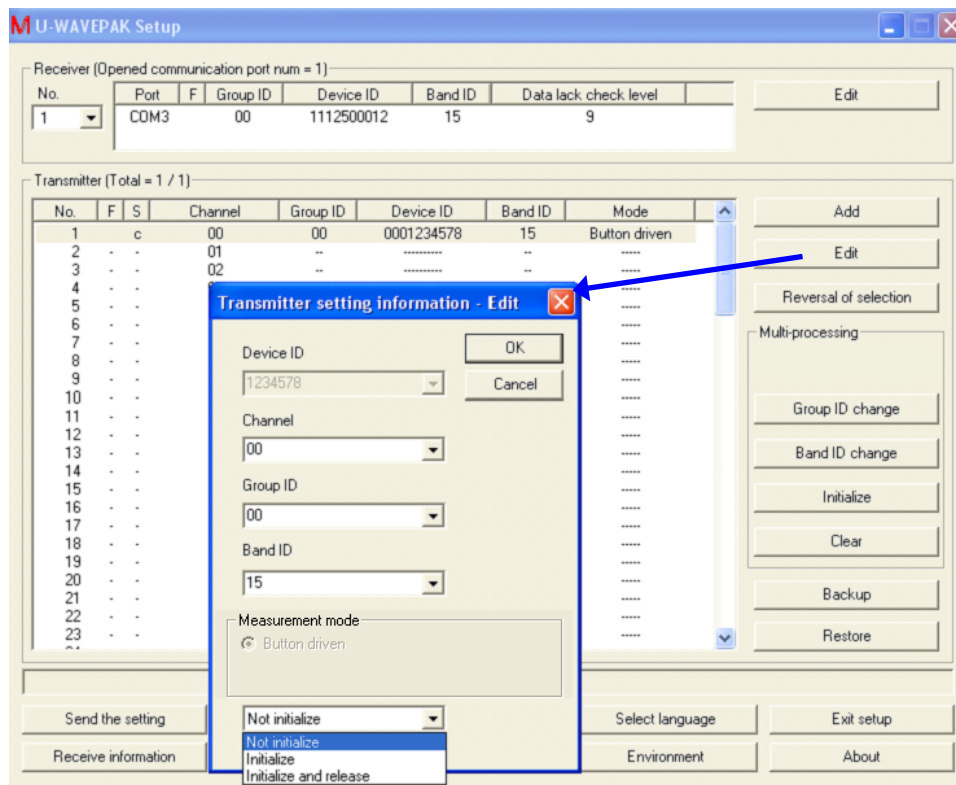 M U-WAVEPAK Setup
Receiver (Opened communication port num = 1)
No. Port F Group ID Device ID Band ID Data lack check level
1 COM3 00 1112500012 15 9
Edit
Transmitter (Total = 1 / 1)
No. F S Channel Group ID Device ID Band ID Mode
1 c 00 00 0001234578 15 Button driven
2 - - 01 -- ---------- -- -----
3 - - 02 -- ---------- -- -----
4 - - -----
5 - - -----
6 - - -----
7 - - -----
8 - - -----
9 - - -----
10 - - -----
11 - - -----
12 - - -----
13 - - -----
14 - - -----
15 - - -----
16 - - -----
17 - - -----
18 - - -----
19 - - -----
20 - - -----
21 - - -----
22 - - -----
23 - - -----
Add
Edit
Reversal of selection
Multi-processing
Group ID change
Band ID change
Initialize
Clear
Backup
Restore
Transmitter setting information - Edit
Device ID
1234578
OK
Cancel
Channel
00
Group ID
00
Band ID
15
Measurement mode
Button driven
Not initialize
Not initialize
Initialize
Initialize and release
Send the setting
Select language
Exit setup
Receive information
Environment
About